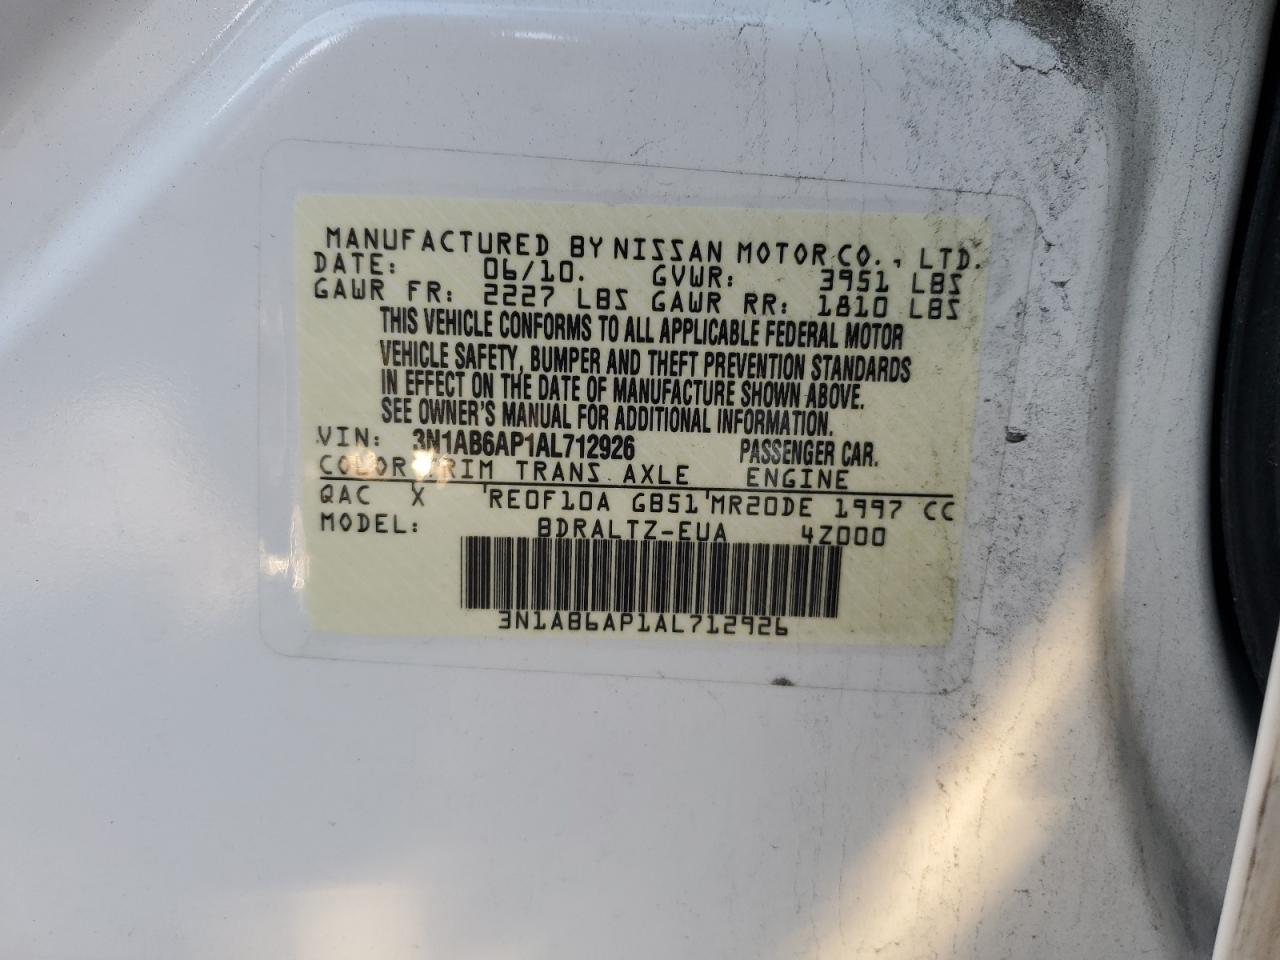 MANUFACTURED BY NISSAN MOTOR CO., LTD.
DATE: 06/10. GVWR: 3951 LBS
GAWR FR: 2227 LBS GAWR RR: 1810 LBS
THIS VEHICLE CONFORMS TO ALL APPLICABLE FEDERAL MOTOR
VEHICLE SAFETY, BUMPER AND THEFT PREVENTION STANDARDS
IN EFFECT ON THE DATE OF MANUFACTURE SHOWN ABOVE.
SEE OWNER'S MANUAL FOR ADDITIONAL INFORMATION.
VIN: 3N1AB6AP1AL712926 PASSENGER CAR.
COLOR TRIM TRANS AXLE ENGINE
QAC X 'RE0F10A GB51'MR20DE 1997 CC
MODEL: BDRALTZ-EUA 4Z000
3N1AB6AP1AL712926